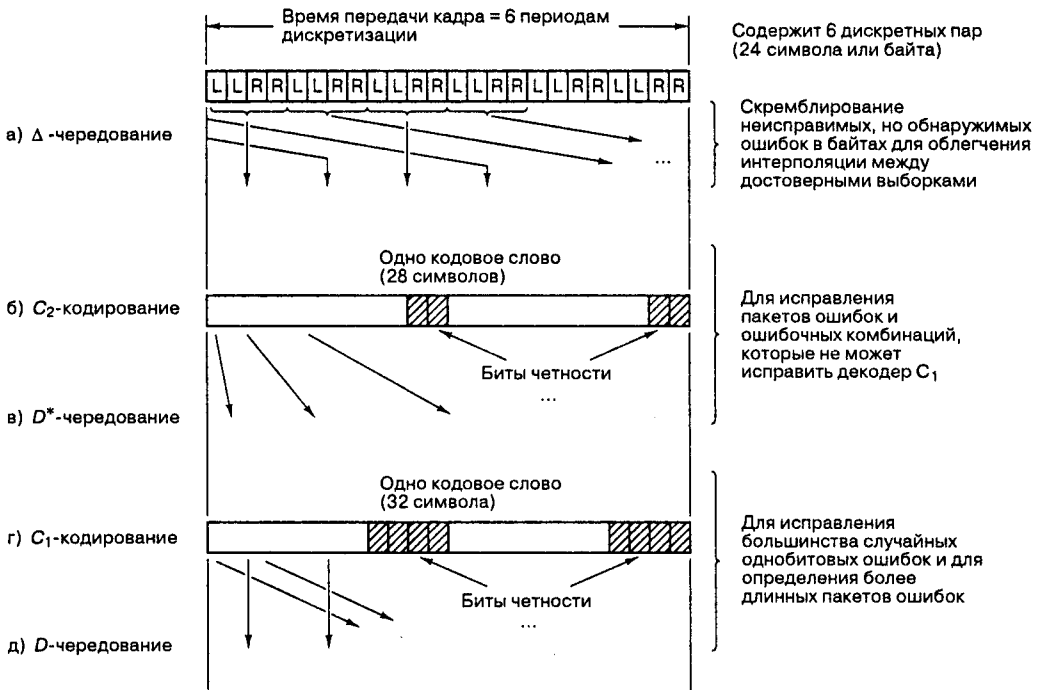 Время передачи кадра = 6 периодам
дискретизации
Содержит 6 дискретных пар
(24 символа или байта)
L L R R L L R R L L R R L L R R L L R R L L R R
а) Δ -чередование
...
Скремблирование
неисправимых, но обнаружимых
ошибок в байтах для облегчения
интерполяции между
достоверными выборками
Одно кодовое слово
(28 символов)
б) C2-кодирование
Биты четности
...
Для исправления
пакетов ошибок и
ошибочных комбинаций,
которые не может
исправить декодер C1
в) D*-чередование
Одно кодовое слово
(32 символа)
г) C1-кодирование
Биты четности
...
Для исправления
большинства случайных
однобитовых ошибок и для
определения более
длинных пакетов ошибок
д) D-чередование